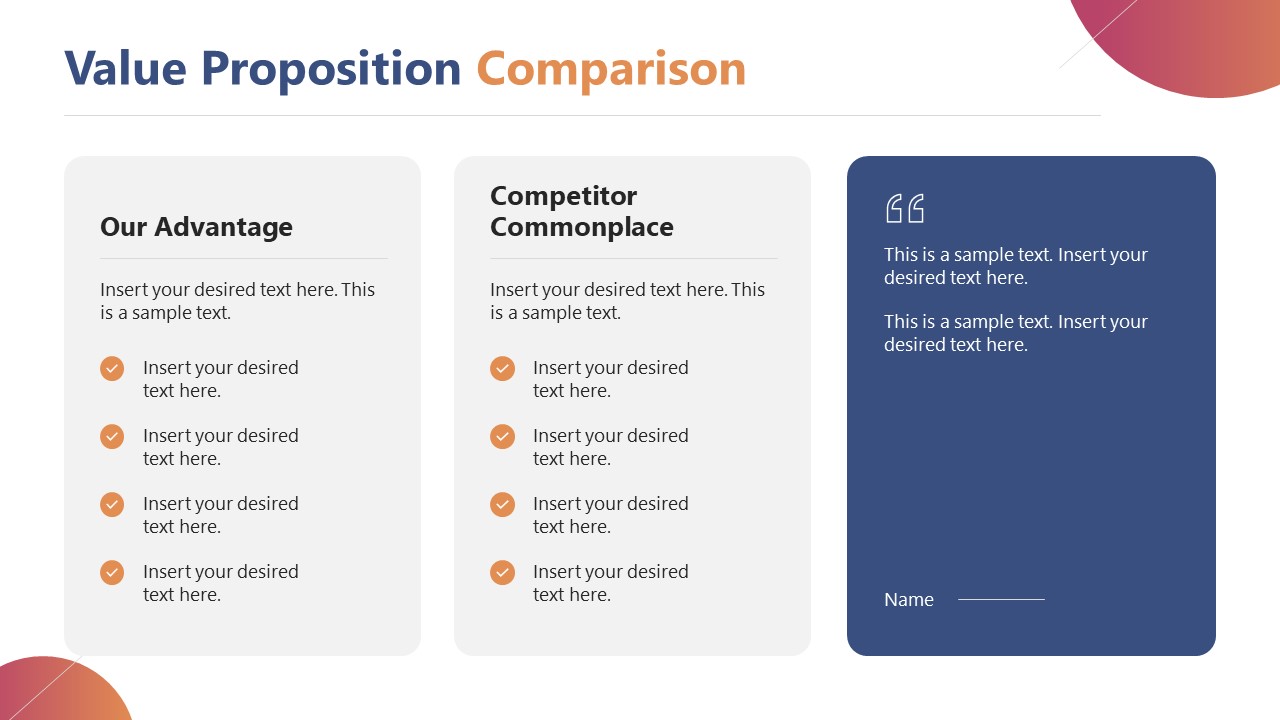 Value Proposition Comparison
Our Advantage
Insert your desired text here. This
is a sample text.
Insert your desired
text here.
Insert your desired
text here.
Insert your desired
text here.
Insert your desired
text here.
Competitor
Commonplace
Insert your desired text here. This
is a sample text.
Insert your desired
text here.
Insert your desired
text here.
Insert your desired
text here.
Insert your desired
text here.
“
This is a sample text. Insert your
desired text here.
This is a sample text. Insert your
desired text here.
Name